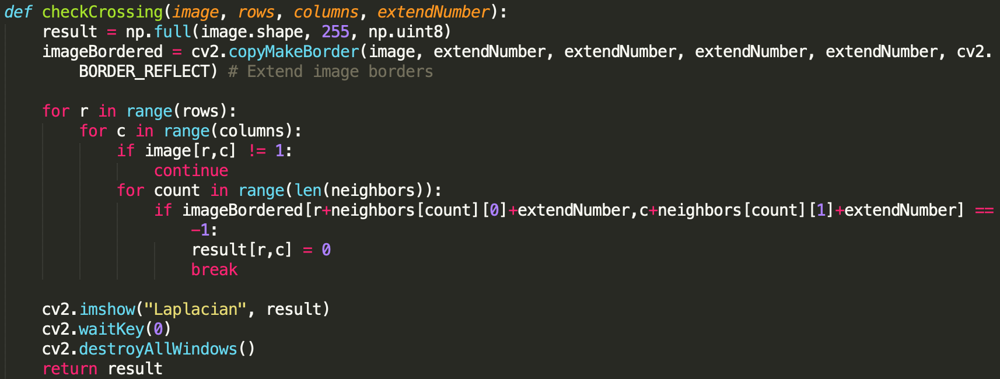 def checkCrossing(image, rows, columns, extendNumber):
    result = np.full(image.shape, 255, np.uint8)
    imageBordered = cv2.copyMakeBorder(image, extendNumber, extendNumber, extendNumber, extendNumber, cv2.
        BORDER_REFLECT) # Extend image borders

    for r in range(rows):
        for c in range(columns):
            if image[r,c] != 1:
                continue
            for count in range(len(neighbors)):
                if imageBordered[r+neighbors[count][0]+extendNumber,c+neighbors[count][1]+extendNumber] ==
                    -1:
                    result[r,c] = 0
                    break

    cv2.imshow("Laplacian", result)
    cv2.waitKey(0)
    cv2.destroyAllWindows()
    return result